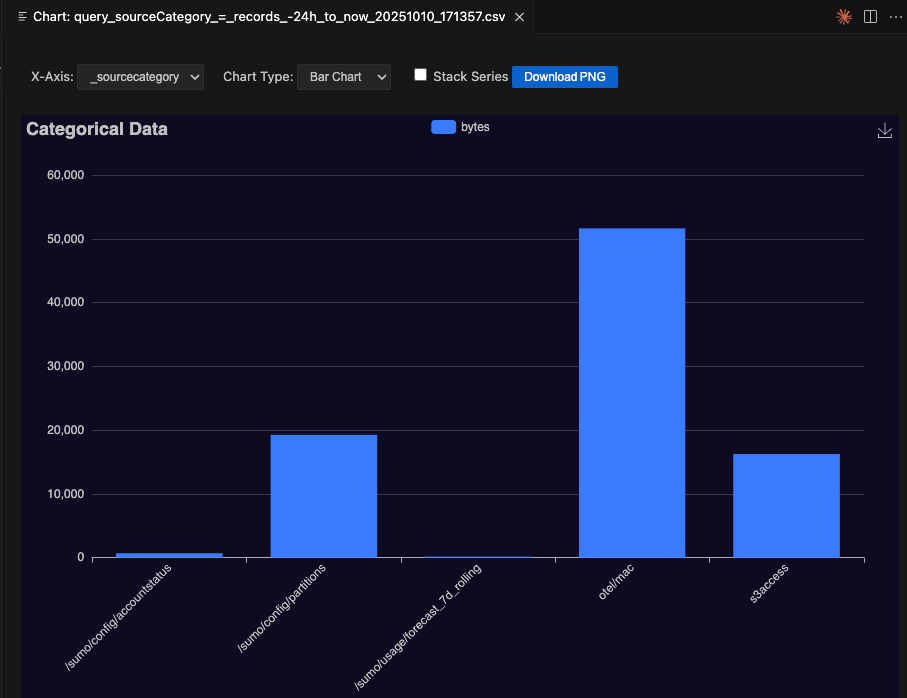 Chart: query_sourceCategory_=_records_-24h_to_now_20251010_171357.csv
X-Axis: _sourcecategory Chart Type: Bar Chart Stack Series Download PNG
Categorical Data
bytes
60,000
50,000
40,000
30,000
20,000
10,000
0
/sumo/config/accountstatus
/sumo/config/partitions
/sumo/usage/forecast_7d_rolling
otel/mac
s3access